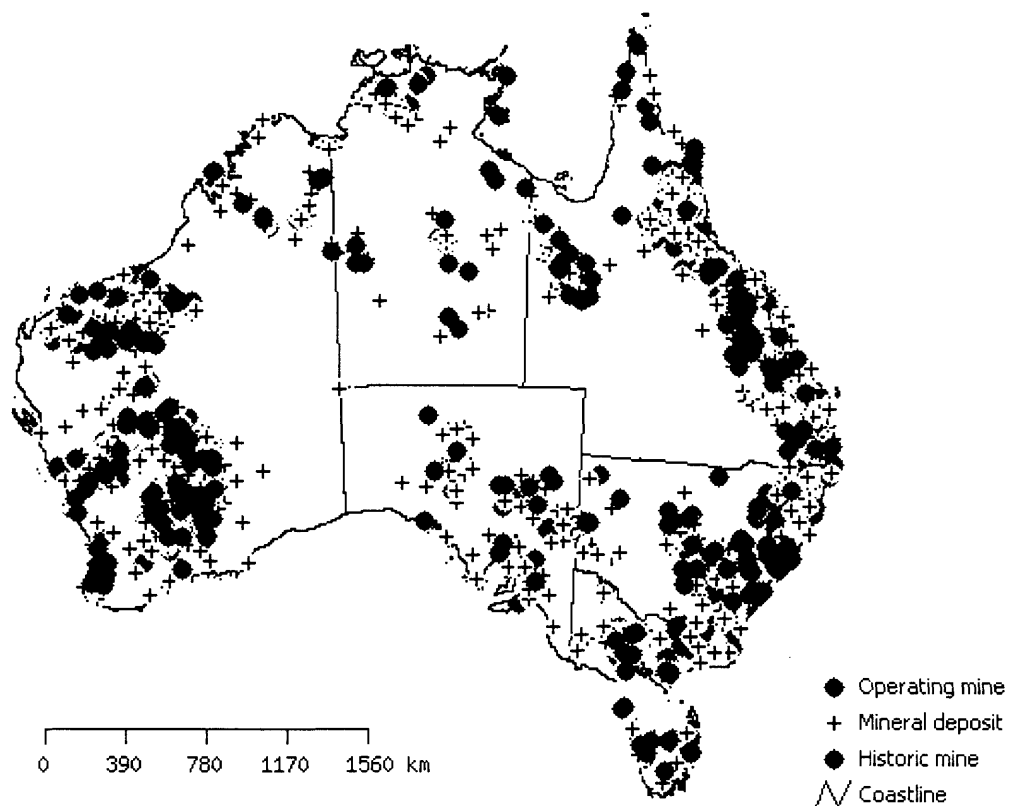 Operating mine
Mineral deposit
Historic mine
Coastline
0 390 780 1170 1560 km